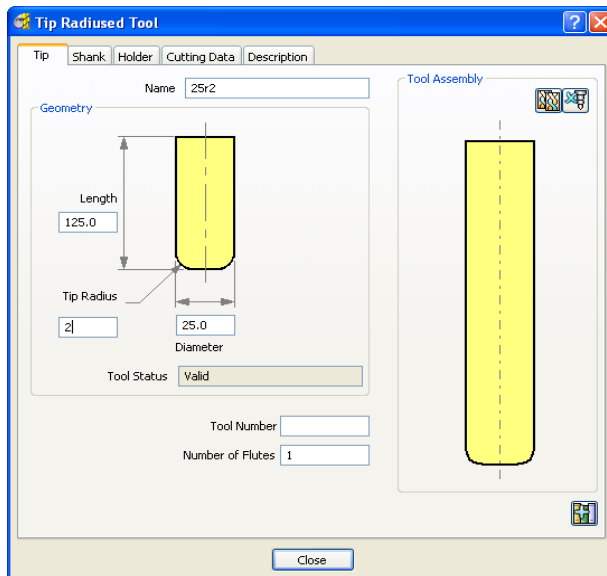 Tip Radiused Tool
Tip Shank Holder Cutting Data Description
Name 25r2
Tool Assembly
Geometry
Length
125.0
Tip Radius
2
25.0
Diameter
Tool Status Valid
Tool Number
Number of Flutes 1
Close